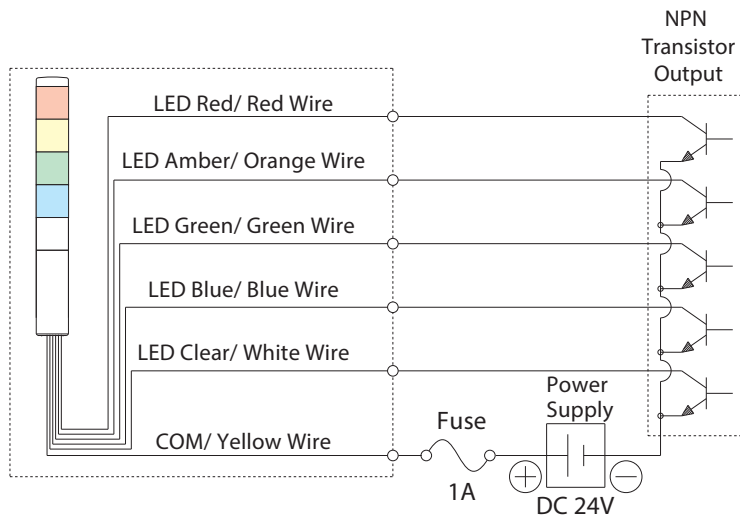 NPN
Transistor
Output
LED Red/ Red Wire
LED Amber/ Orange Wire
LED Green/ Green Wire
LED Blue/ Blue Wire
LED Clear/ White Wire
COM/ Yellow Wire
Fuse
1A
Power
Supply
+
−
DC 24V